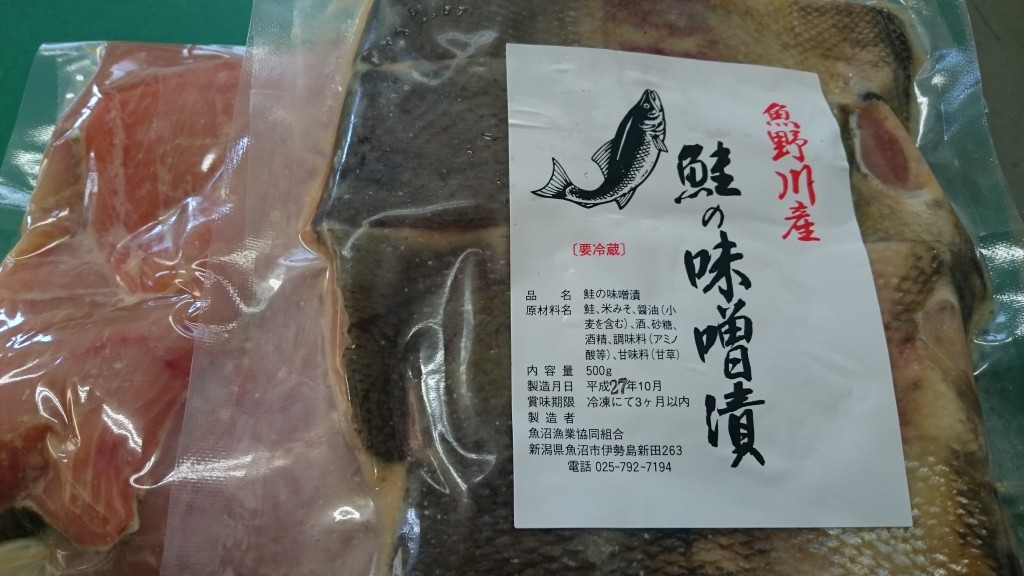 魚野川産
鮭の味噌漬
［要冷蔵］
品　　名　鮭の味噌漬
原材料名　鮭、米みそ、醤油（小
麦を含む）、酒、砂糖、
酒精、調味料（アミノ
酸等）、甘味料（甘草）
内 容 量　500g
製造月日　平成27年10月
賞味期限　冷凍にて3ヶ月以内
製 造 者
魚沼漁業協同組合
新潟県魚沼市伊勢島新田263
電話 025-792-7194